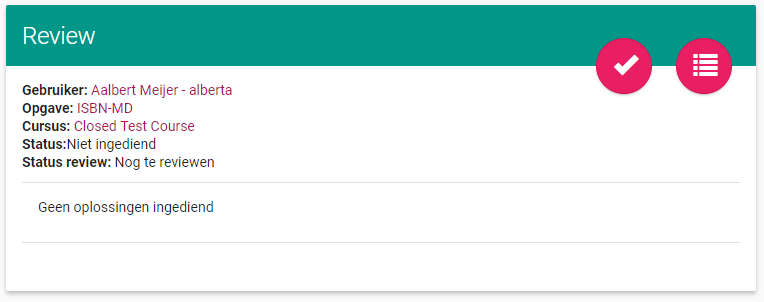 Review
Gebruiker: Aalbert Meijer - alberta
Opgave: ISBN-MD
Cursus: Closed Test Course
Status:Niet ingediend
Status review: Nog te reviewen
Geen oplossingen ingediend